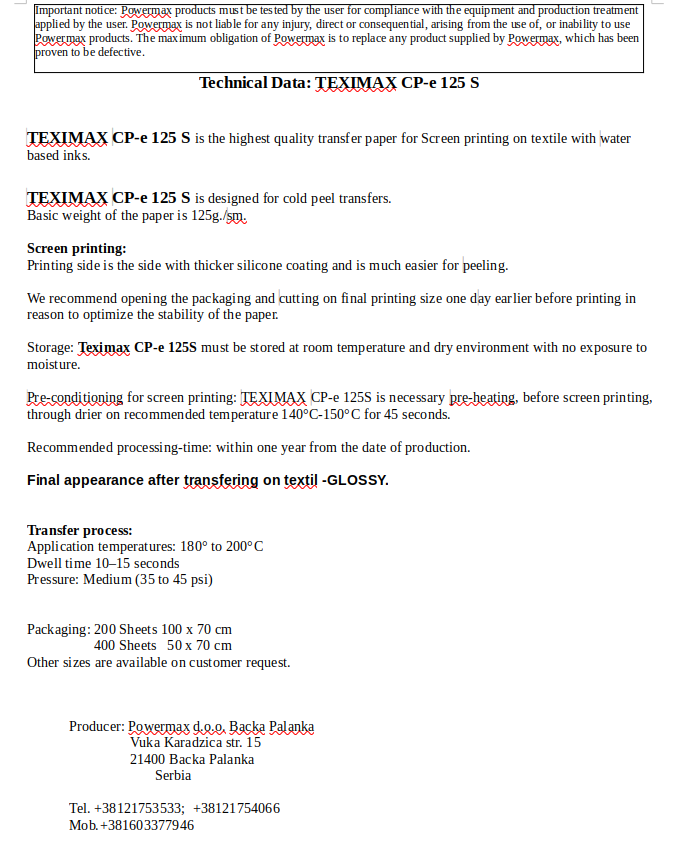 Important notice: Powermax products must be tested by the user for compliance with the equipment and production treatment
applied by the user. Powermax is not liable for any injury, direct or consequential, arising from the use of, or inability to use
Powermax products. The maximum obligation of Powermax is to replace any product supplied by Powermax, which has been
proven to be defective.
Technical Data: TEXIMAX CP-e 125 S
TEXIMAX CP-e 125 S is the highest quality transfer paper for Screen printing on textile with water
based inks.
TEXIMAX CP-e 125 S is designed for cold peel transfers.
Basic weight of the paper is 125g./sm.
Screen printing:
Printing side is the side with thicker silicone coating and is much easier for peeling.
We recommend opening the packaging and cutting on final printing size one day earlier before printing in
reason to optimize the stability of the paper.
Storage: Teximax CP-e 125S must be stored at room temperature and dry environment with no exposure to
moisture.
Pre-conditioning for screen printing: TEXIMAX CP-e 125S is necessary pre-heating, before screen printing,
through drier on recommended temperature 140°C-150°C for 45 seconds.
Recommended processing-time: within one year from the date of production.
Final appearance after transfering on textil -GLOSSY.
Transfer process:
Application temperatures: 180° to 200°C
Dwell time 10–15 seconds
Pressure: Medium (35 to 45 psi)
Packaging: 200 Sheets 100 x 70 cm
400 Sheets 50 x 70 cm
Other sizes are available on customer request.
Producer: Powermax d.o.o. Backa Palanka
Vuka Karadzica str. 15
21400 Backa Palanka
Serbia
Tel. +38121753533; +38121754066
Mob.+381603377946